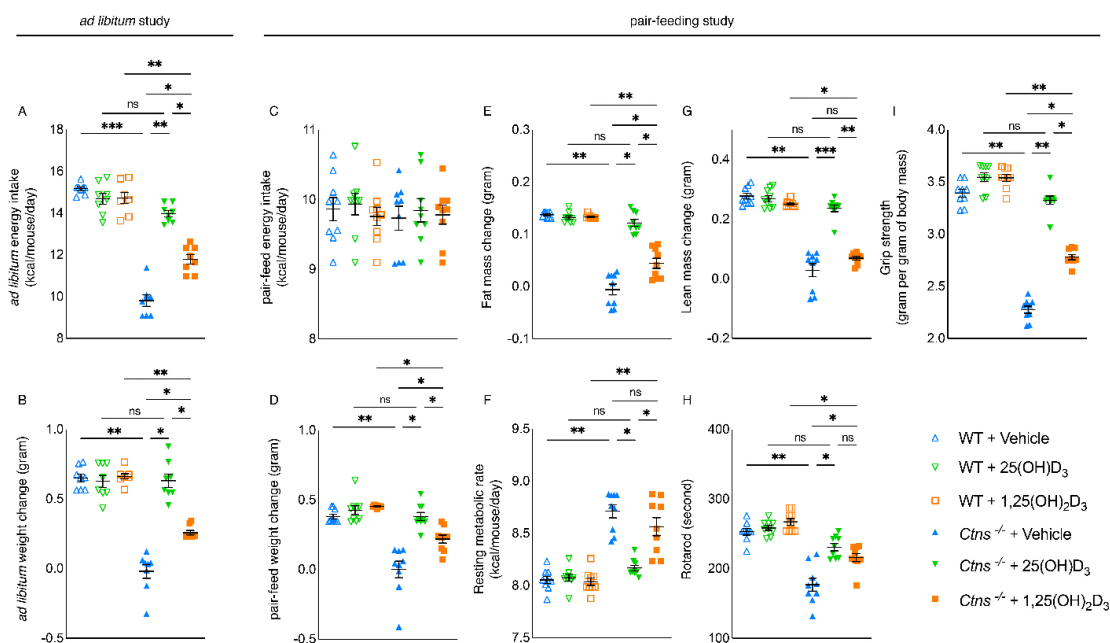 ad libitum study
pair-feeding study
A
ad libitum energy intake
(kcal/mouse/day)
18
16
14
12
10
8
***
ns
**
**
*
*
C
pair-feed energy intake
(kcal/mouse/day)
11
10
9
8
E
Fat mass change (gram)
0.3
0.2
0.1
0.0
-0.1
**
ns
*
**
*
*
G
Lean mass change (gram)
0.4
0.2
0.0
-0.2
**
ns
***
*
*
**
I
Grip strength
(gram per gram of body mass)
4.0
3.5
3.0
2.5
2.0
**
ns
**
**
*
*
B
ad libitum weight change (gram)
1.0
0.5
0.0
-0.5
**
ns
*
**
*
*
D
pair-feed weight change (gram)
1.0
0.5
0.0
-0.5
**
ns
*
*
*
*
F
Resting metabolic rate
(kcal/mouse/day)
9.5
9.0
8.5
8.0
7.5
**
ns
*
**
ns
*
H
Rotarod (second)
400
300
200
100
**
ns
*
*
*
ns
WT + Vehicle
WT + 25(OH)D3
WT + 1,25(OH)2D3
Ctns -/- + Vehicle
Ctns -/- + 25(OH)D3
Ctns -/- + 1,25(OH)2D3